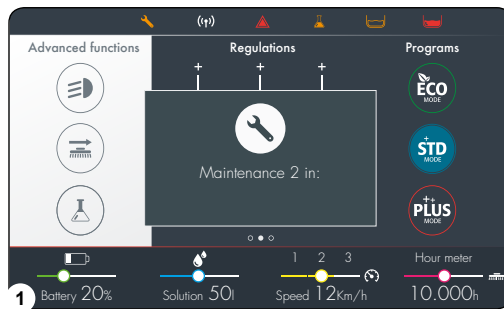 Advanced functions
Regulations
Programs
+ + +
ECO
MODE
+
STD
MODE
++
PLUS
MODE
Maintenance 2 in:
1 2 3
Hour meter
Battery 20%
Solution 50l
Speed 12Km/h
10.000h
1